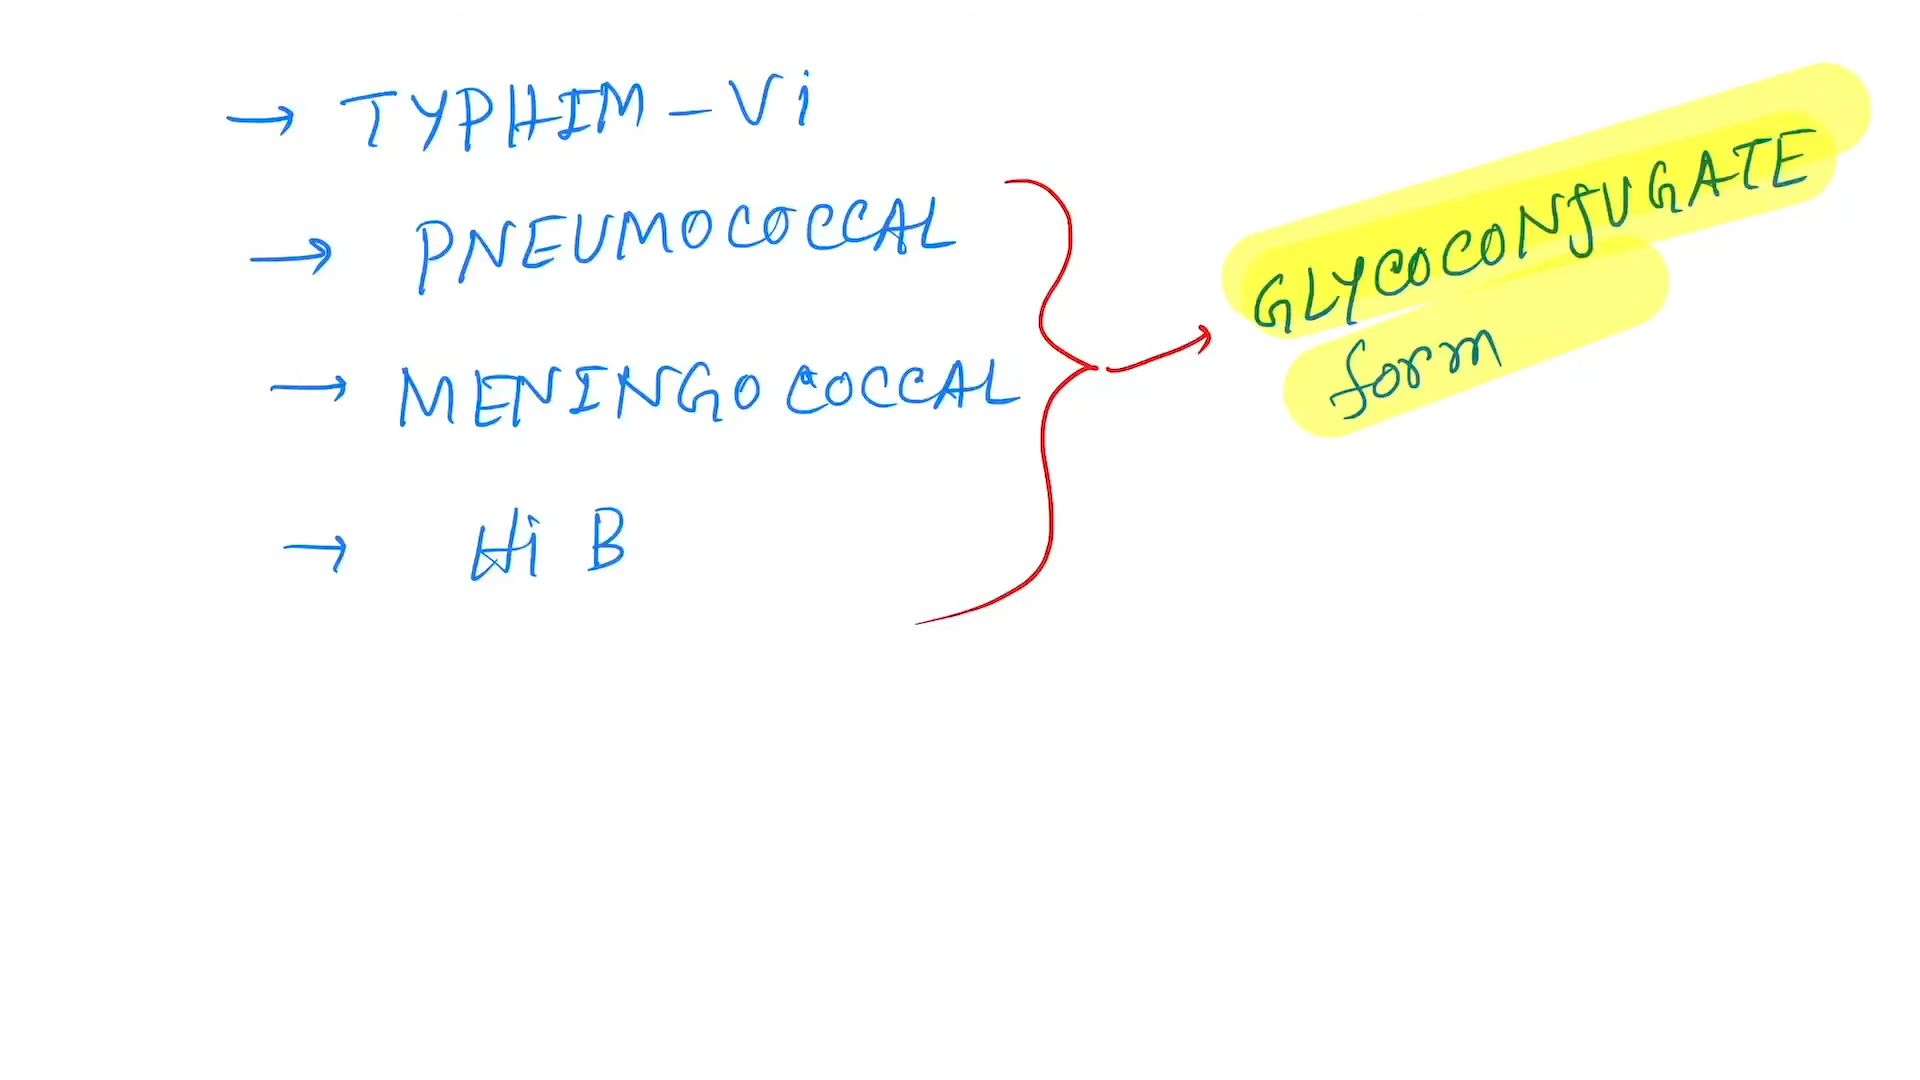 → TYPHIM - Vi
→ PNEUMOCOCCAL
→ MENINGOCOCCAL
→ Hi B
GLYCOCONJUGATE
form